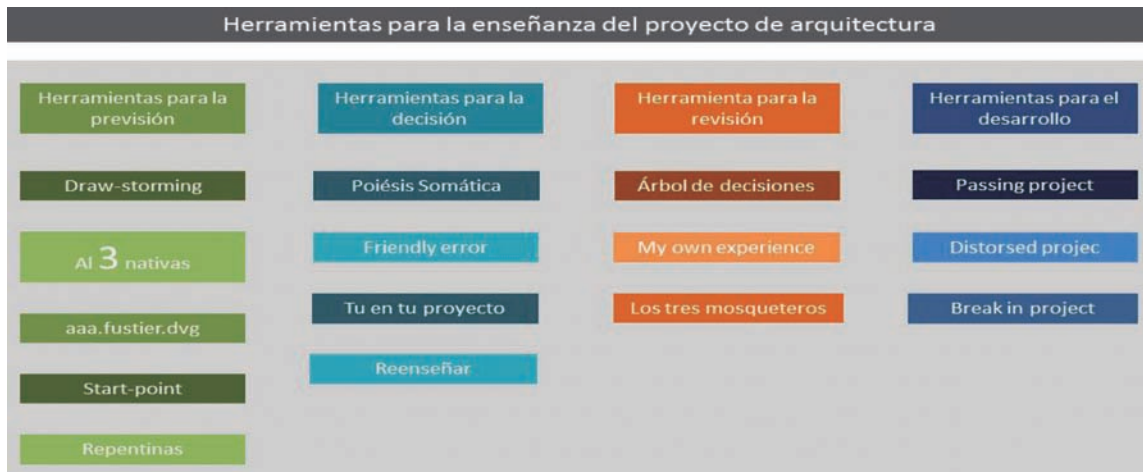 Herramientas para la enseñanza del proyecto de arquitectura
Herramientas para la
previsión
Draw-storming
Al 3 nativas
aaa.fustier.dvg
Start-point
Repentinas
Herramientas para la
decisión
Poiésis Somática
Friendly error
Tu en tu proyecto
Reenseñar
Herramienta para la
revisión
Árbol de decisiones
My own experience
Los tres mosqueteros
Herramientas para el
desarrollo
Passing project
Distorsed projec
Break in project